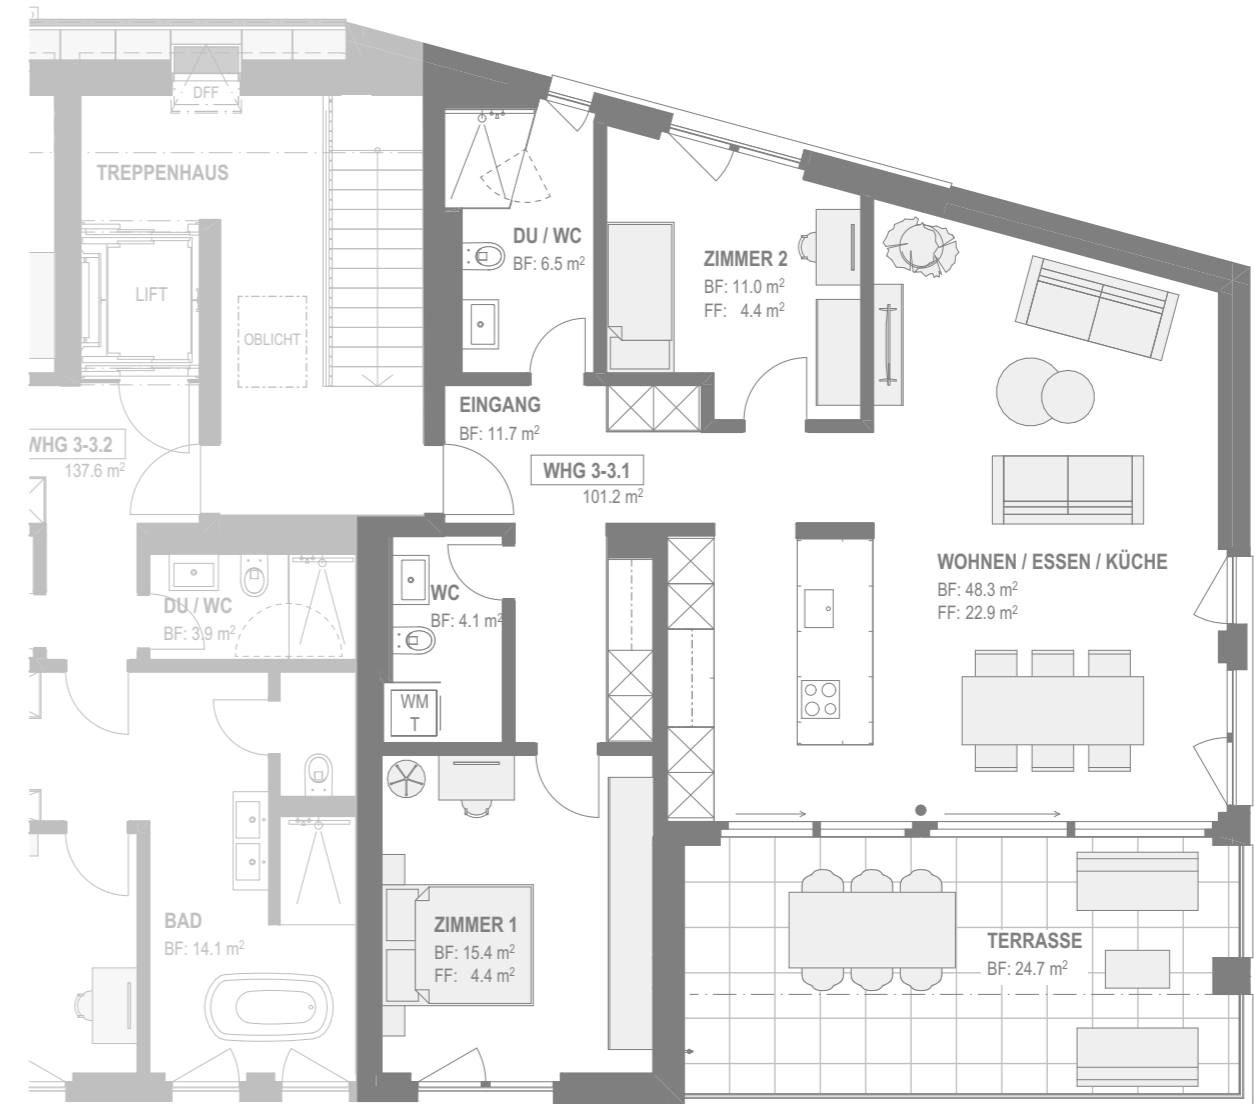 DFF
TREPPENHAUS
LIFT
OBLICHT
DU / WC
BF: 6.5 m²
ZIMMER 2
BF: 11.0 m²
FF: 4.4 m²
EINGANG
BF: 11.7 m²
WHG 3-3.2
137.6 m²
WHG 3-3.1
101.2 m²
WOHNEN / ESSEN / KÜCHE
BF: 48.3 m²
FF: 22.9 m²
DU / WC
BF: 3.9 m²
WC
BF: 4.1 m²
WM
T
BAD
BF: 14.1 m²
ZIMMER 1
BF: 15.4 m²
FF: 4.4 m²
TERRASSE
BF: 24.7 m²